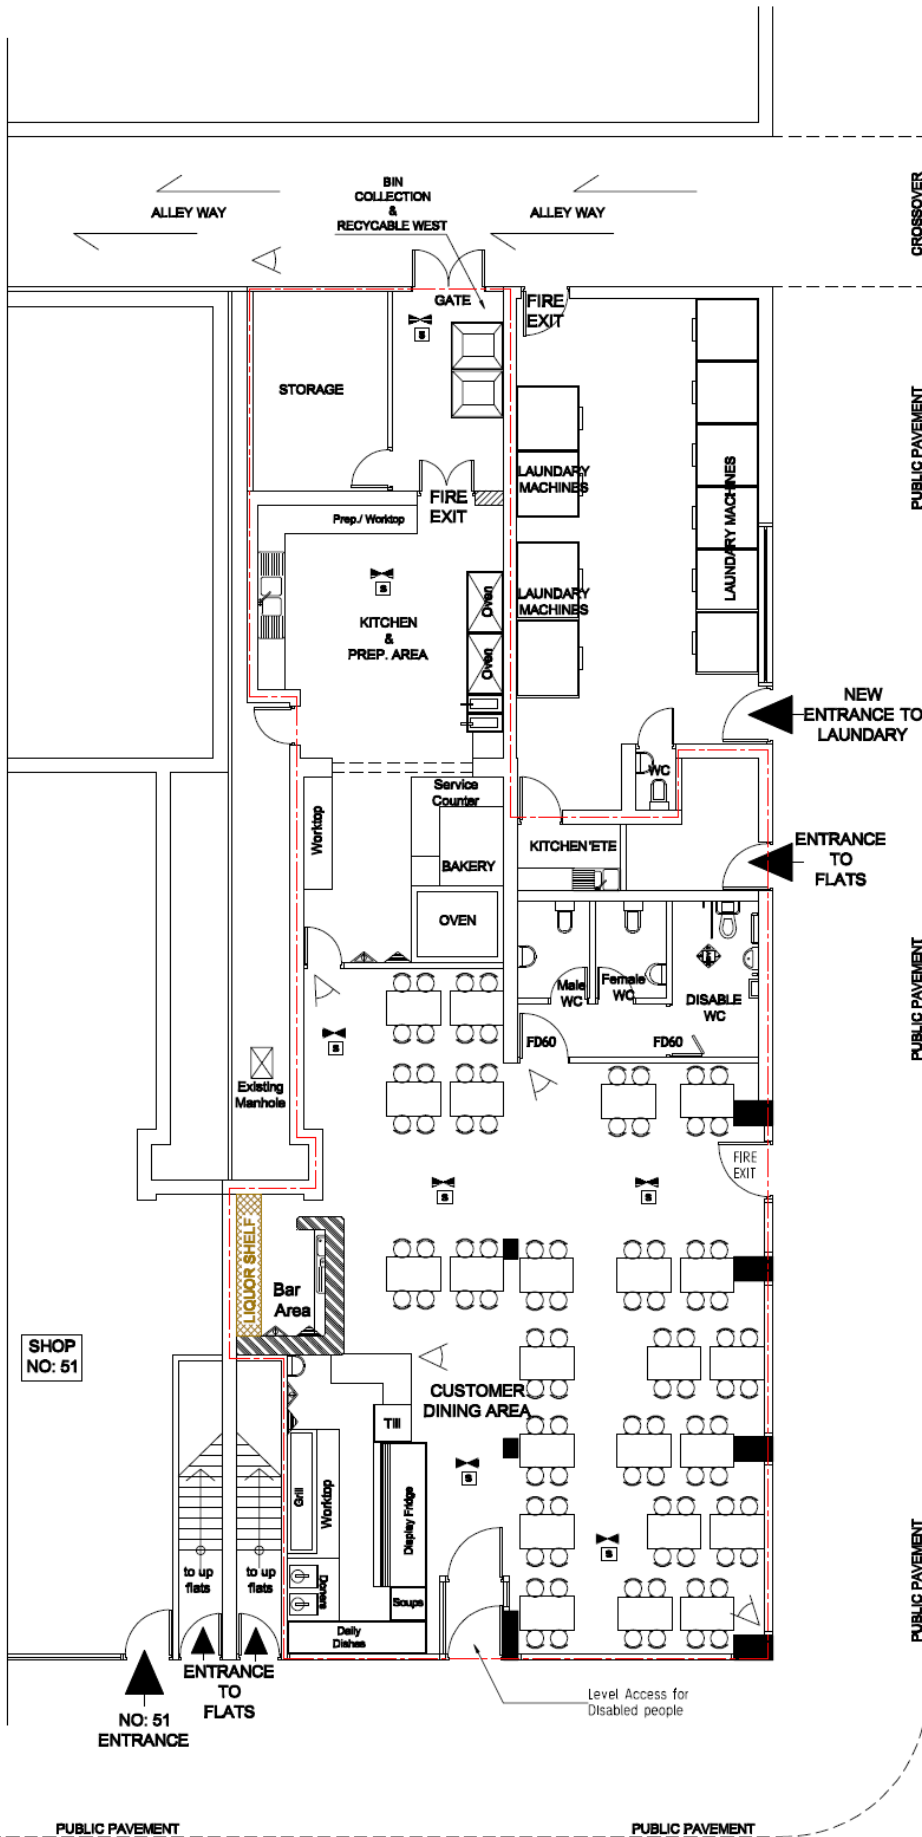 CROSSOVER
BIN
COLLECTION
&
RECYCABLE WEST
ALLEY WAY
ALLEY WAY
GATE
FIRE
EXIT
S
STORAGE
PUBLIC PAVEMENT
LAUNDARY
MACHINES
LAUNDARY MACHINES
FIRE
EXIT
Prep./ Worktop
S
Oven
LAUNDARY
MACHINES
KITCHEN
&
PREP. AREA
Oven
NEW
ENTRANCE TO
LAUNDARY
WC
Service
Counter
Worktop
KITCHEN'ETE
ENTRANCE
TO
FLATS
BAKERY
OVEN
PUBLIC PAVEMENT
Male
WC
Female
WC
DISABLE
WC
FD60
FD60
S
Existing
Manhole
FIRE
EXIT
S
S
LIQUOR SHELF
Bar
Area
SHOP
NO: 51
CUSTOMER
DINING AREA
Till
S
Grill
Worktop
Display Fridge
S
PUBLIC PAVEMENT
to up
flats
to up
flats
Doners
Soups
Daily
Dishes
ENTRANCE
TO
FLATS
NO: 51
ENTRANCE
Level Access for
Disabled people
PUBLIC PAVEMENT
PUBLIC PAVEMENT